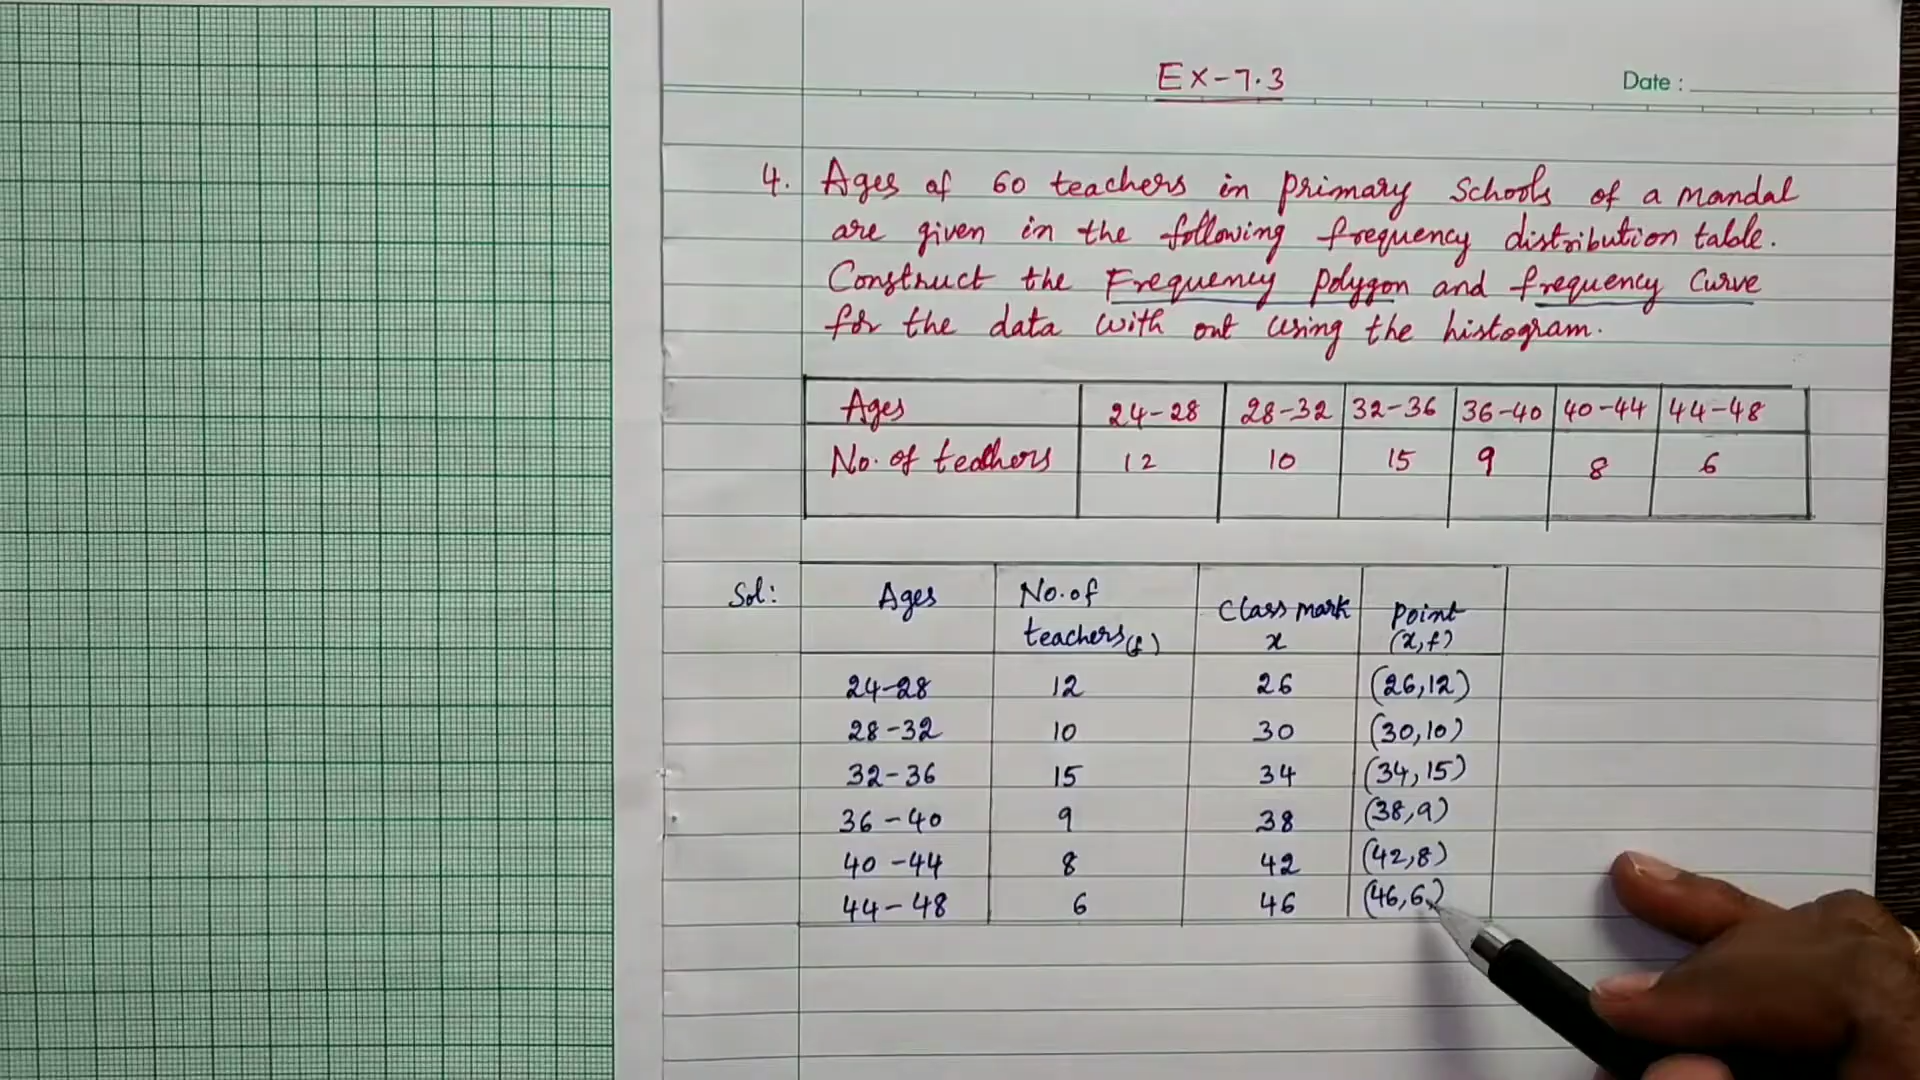 Ex-7.3
Date :
4. Ages of 60 teachers in primary Schools of a mandal
are given in the following frequency distribution table.
Construct the Frequency polygon and frequency Curve
for the data with out using the histogram.
Ages 24-28 28-32 32-36 36-40 40-44 44-48
No. of teachers 12 10 15 9 8 6
Sol: Ages No. of teachers (f) Class mark x point (x,f)
24-28 12 26 (26,12)
28-32 10 30 (30,10)
32-36 15 34 (34,15)
36-40 9 38 (38,9)
40-44 8 42 (42,8)
44-48 6 46 (46,6)